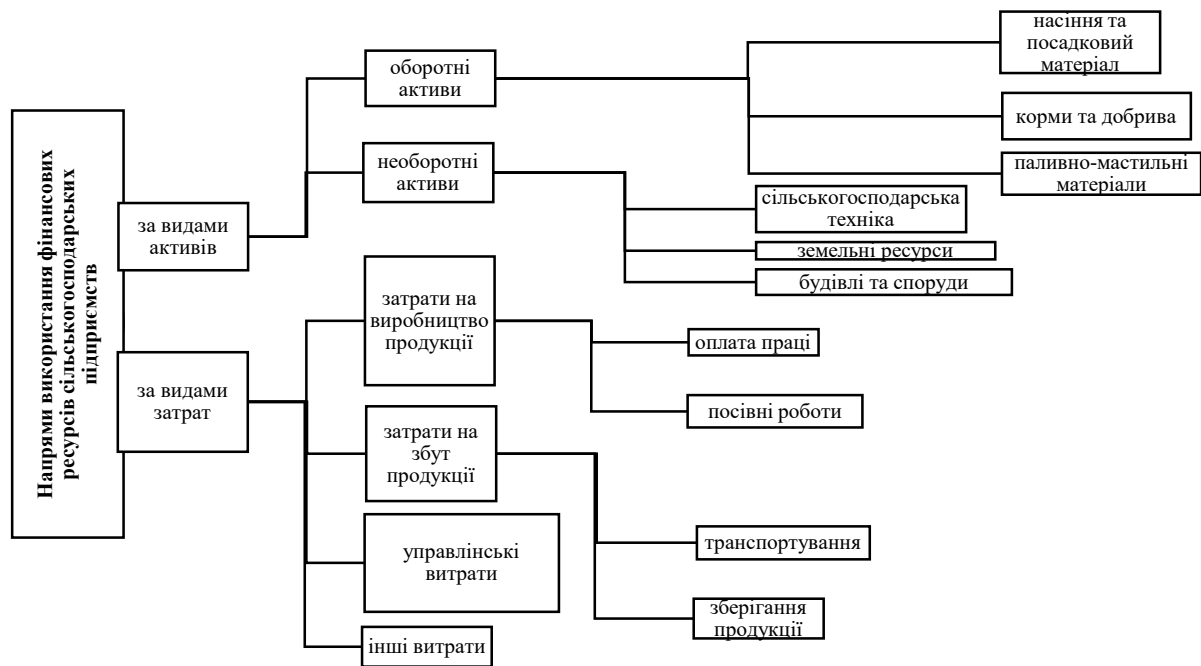 Напрями використання фінансових
ресурсів сільськогосподарських
підприємств
за видами
активів
оборотні
активи
насіння та
посадковий
матеріал
корми та добрива
паливно-мастильні
матеріали
необоротні
активи
сільськогосподарська
техніка
земельні ресурси
будівлі та споруди
за видами
затрат
затрати на
виробництво
продукції
оплата праці
посівні роботи
затрати на
збут
продукції
транспортування
зберігання
продукції
управлінські
витрати
інші витрати